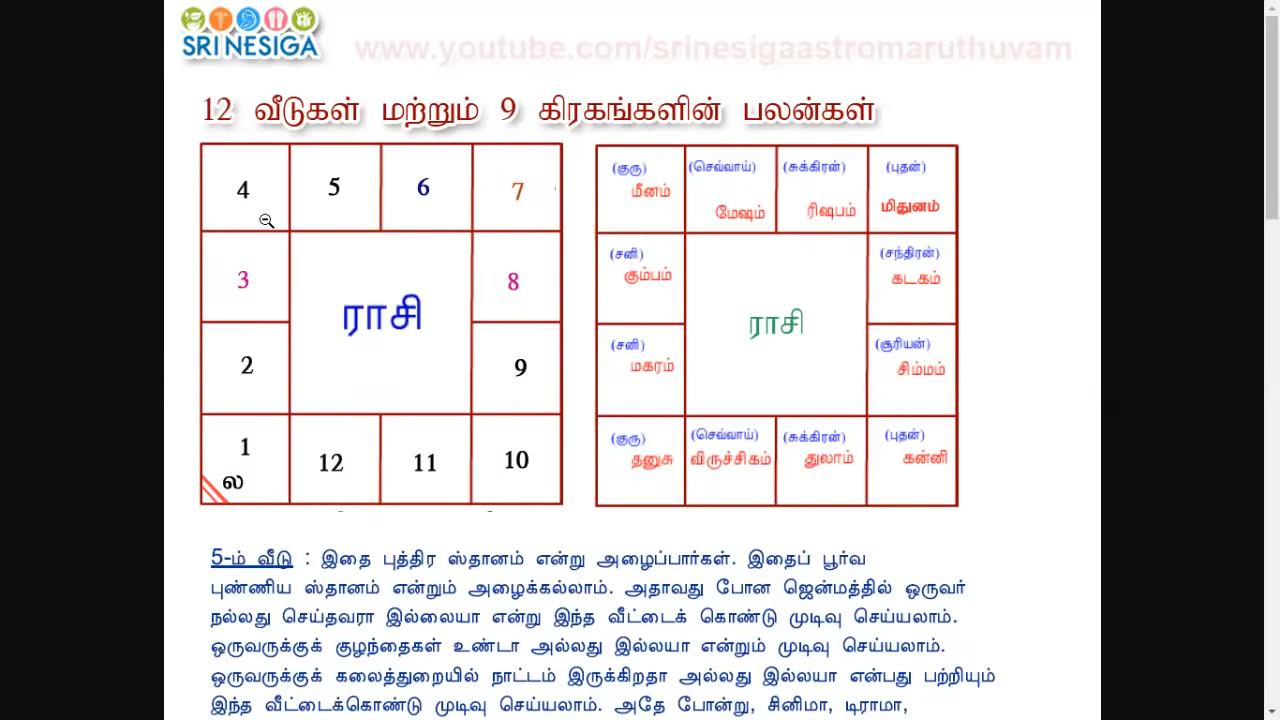 SRI NESIGA
www.youtube.com/srinesigaastromaruthuvam
12 வீடுகள் மற்றும் 9 கிரகங்களின் பலன்கள்
4 5 6 7
3 8
ராசி
2 9
1 12 11 10
ல
(குரு) (செவ்வாய்) (சுக்கிரன்) (புதன்)
மீனம் மேஷம் ரிஷபம் மிதுனம்
(சனி) (சந்திரன்)
கும்பம் கடகம்
ராசி
(சனி) (சூரியன்)
மகரம் சிம்மம்
(குரு) (செவ்வாய்) (சுக்கிரன்) (புதன்)
தனுசு விருச்சிகம் துலாம் கன்னி
5-ம் வீடு : இதை புத்திர ஸ்தானம் என்று அழைப்பார்கள். இதைப் பூர்வ
புண்ணிய ஸ்தானம் என்றும் அழைக்கல்லாம். அதாவது போன ஜென்மத்தில் ஒருவர்
நல்லது செய்தவரா இல்லையா என்று இந்த வீட்டைக் கொண்டு முடிவு செய்யலாம்.
ஒருவருக்குக் குழந்தைகள் உண்டா அல்லது இல்லயா என்றும் முடிவு செய்யலாம்.
ஒருவருக்குக் கலைத்துறையில் நாட்டம் இருக்கிறதா அல்லது இல்லயா என்பது பற்றியும்
இந்த வீட்டைக்கொண்டு முடிவு செய்யலாம். அதே போன்று, சினிமா, டிராமா,